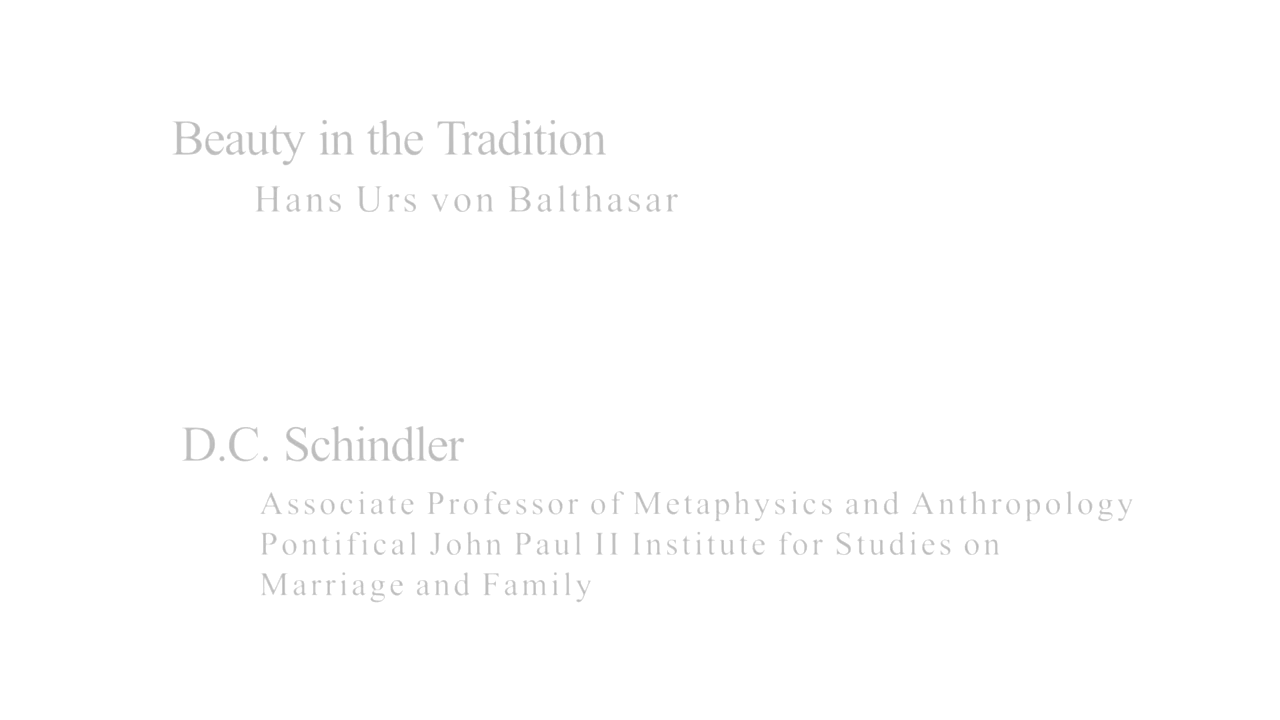 Beauty in the Tradition
Hans Urs von Balthasar
D.C. Schindler
Associate Professor of Metaphysics and Anthropology
Pontifical John Paul II Institute for Studies on
Marriage and Family